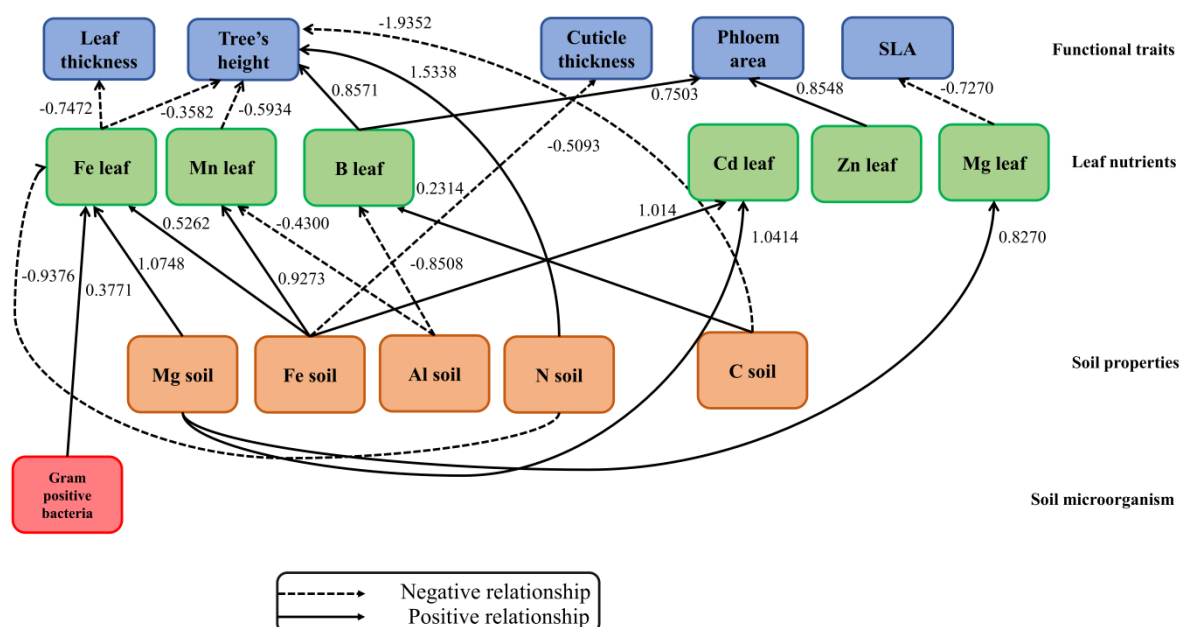 -1.9352
Leaf
thickness
Tree's
height
Cuticle
thickness
Phloem
area
SLA
Functional traits
1.5338
-0.7472
-0.3582
-0.5934
0.8571
0.7503
0.8548
-0.7270
-0.5093
Fe leaf
Mn leaf
B leaf
Cd leaf
Zn leaf
Mg leaf
Leaf nutrients
0.2314
0.5262
-0.4300
1.014
1.0414
0.8270
-0.9376
1.0748
0.9273
-0.8508
0.3771
Mg soil
Fe soil
Al soil
N soil
C soil
Soil properties
Gram
positive
bacteria
Soil microorganism
Negative relationship
Positive relationship